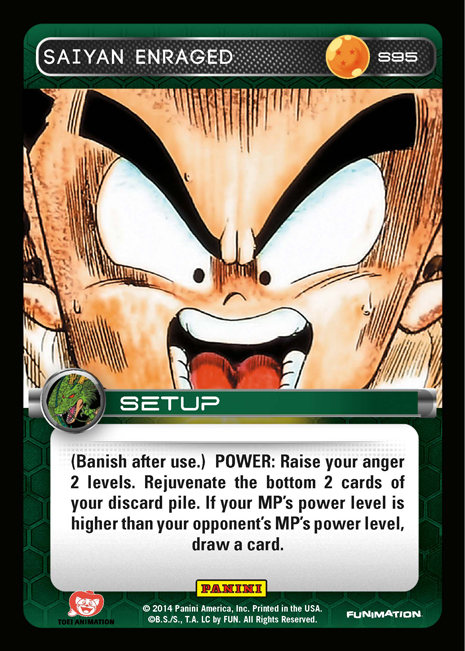 SAIYAN ENRAGED
S95
SETUP
(Banish after use.) POWER: Raise your anger
2 levels. Rejuvenate the bottom 2 cards of
your discard pile. If your MP's power level is
higher than your opponent's MP's power level,
draw a card.
PANINI
TOEI ANIMATION
© 2014 Panini America, Inc. Printed in the USA.
©B.S./S., T.A. LC by FUN. All Rights Reserved.
FUNIMATION